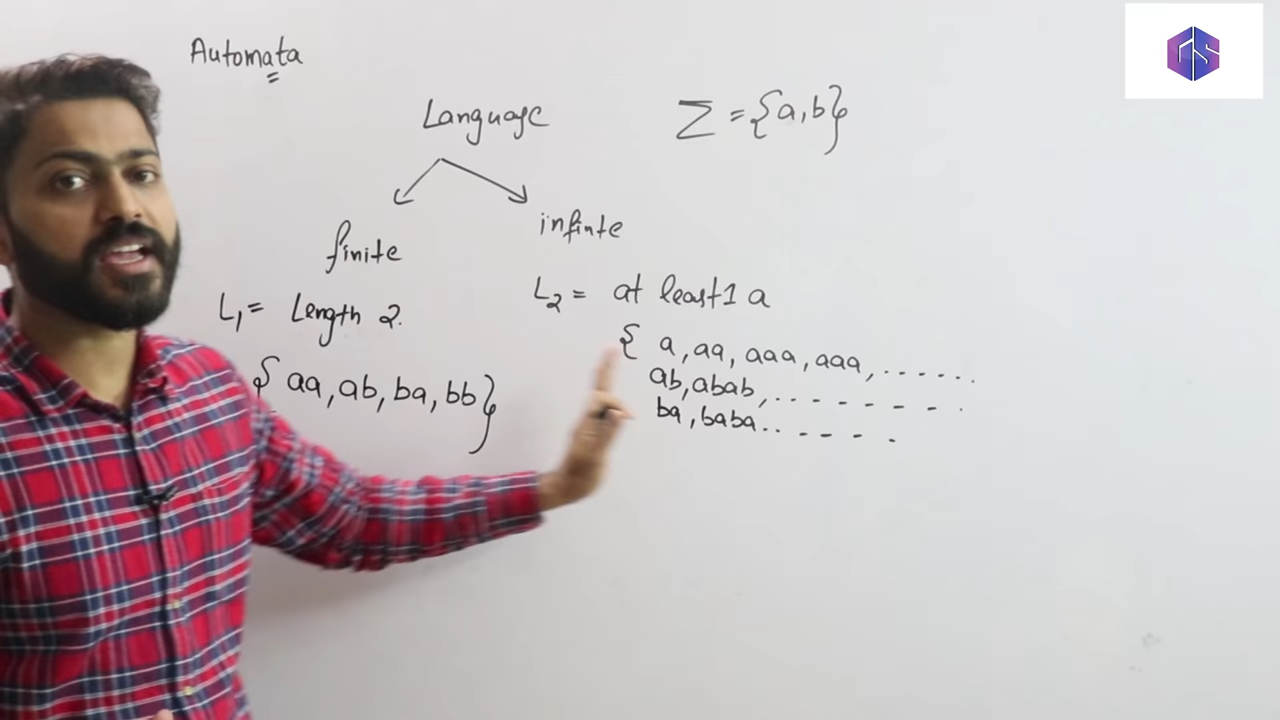 Automata
Language
Σ = {a,b}
finite
infinte
L₁ = Length 2.
{ aa, ab, ba, bb}
L₂ = at least 1 a
{ a, aa, aaa, aaa, ......
ab, abab, .........
ba, baba.. - - - .